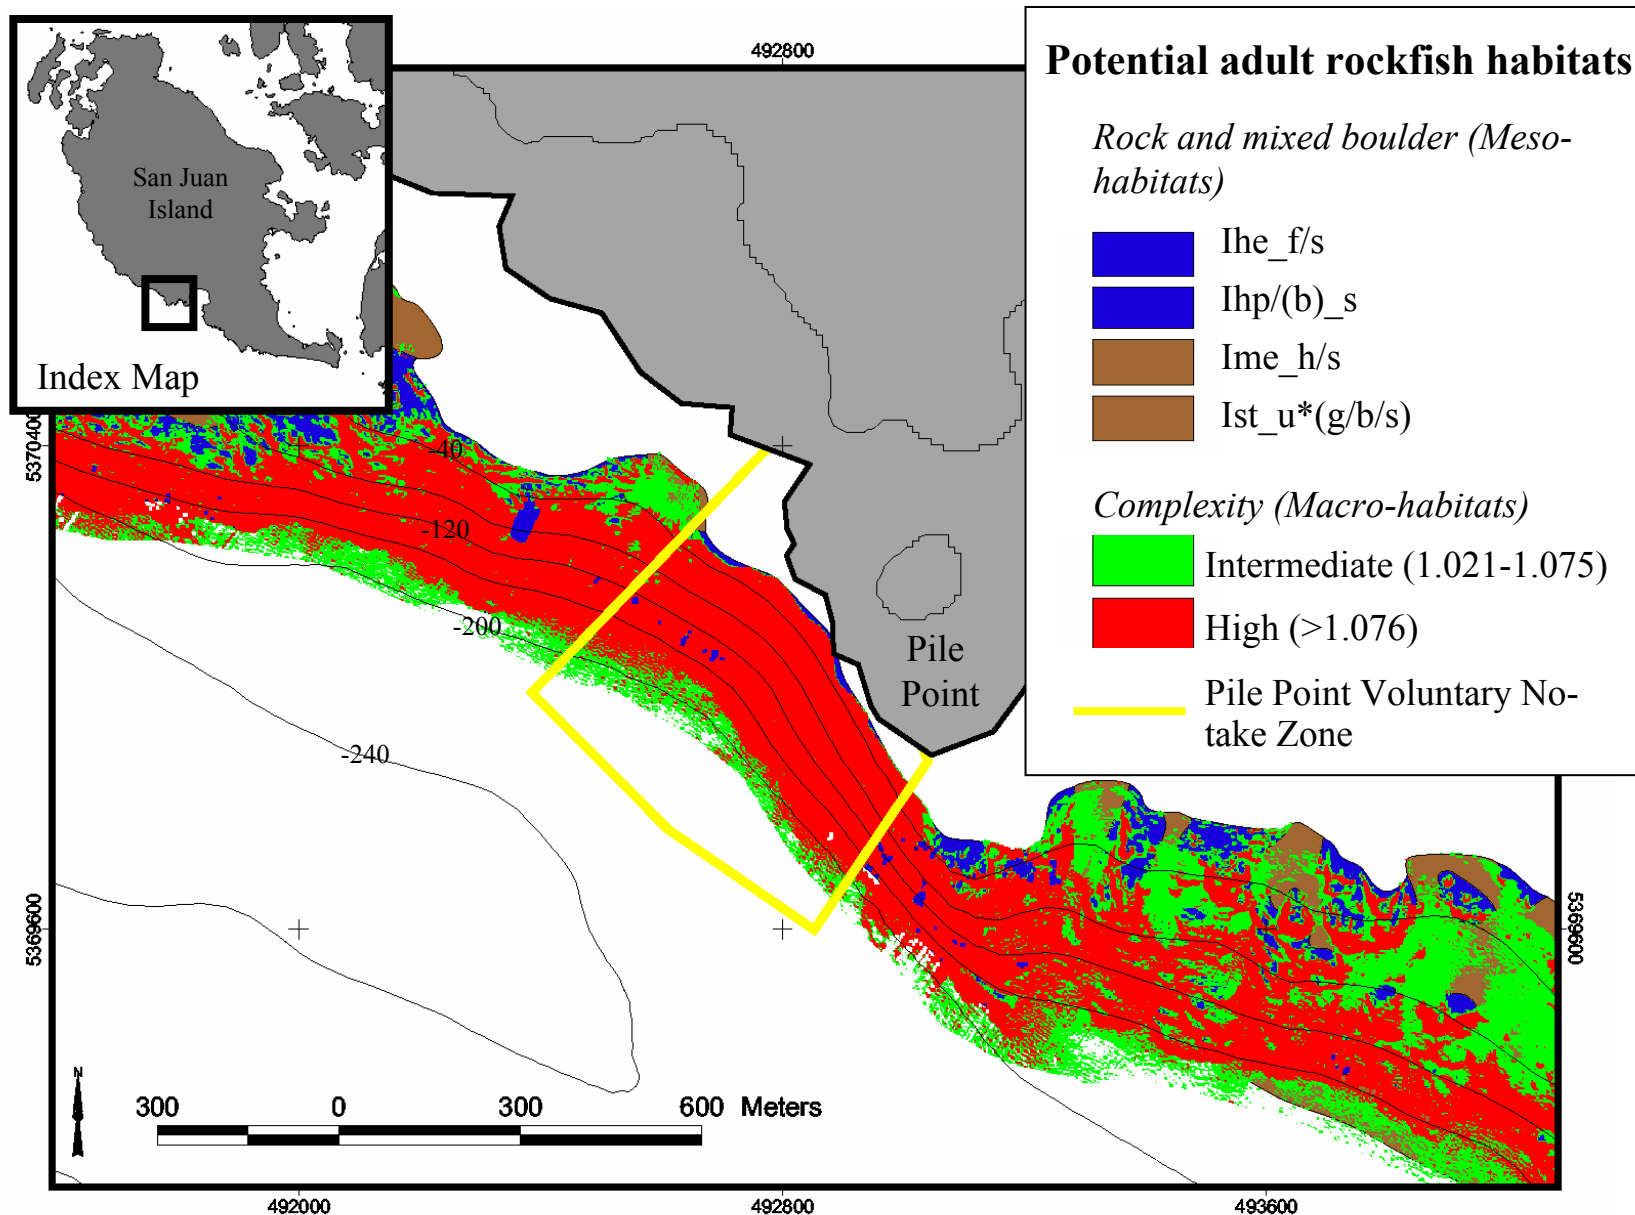 492800
Potential adult rockfish habitats
Rock and mixed boulder (Meso-
habitats)
Ihe_f/s
Ihp/(b)_s
Ime_h/s
Ist_u*(g/b/s)
Complexity (Macro-habitats)
Intermediate (1.021-1.075)
High (>1.076)
Pile Point Voluntary No-
take Zone
San Juan
Island
Index Map
5370400
-40
-120
-200
-240
Pile
Point
5369600
5369600
N
300 0 300 600 Meters
492000
492800
493600